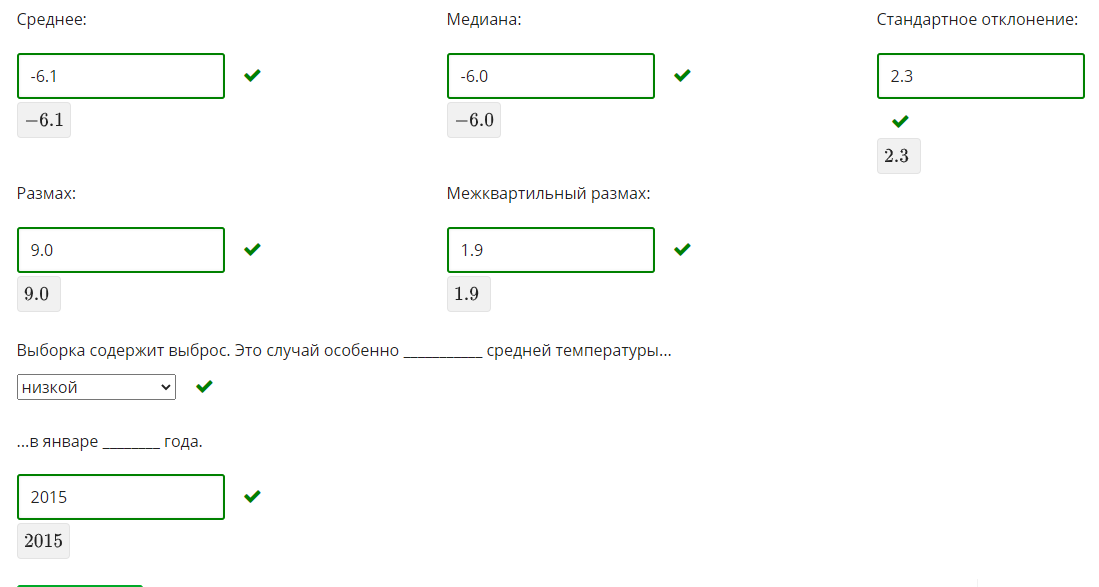 Среднее: Медиана: Стандартное отклонение:
-6.1 -6.0 2.3
−6.1 −6.0
2.3
Размах: Межквартильный размах:
9.0 1.9
9.0 1.9
Выборка содержит выброс. Это случай особенно __________ средней температуры...
низкой
...в январе _______ года.
2015
2015